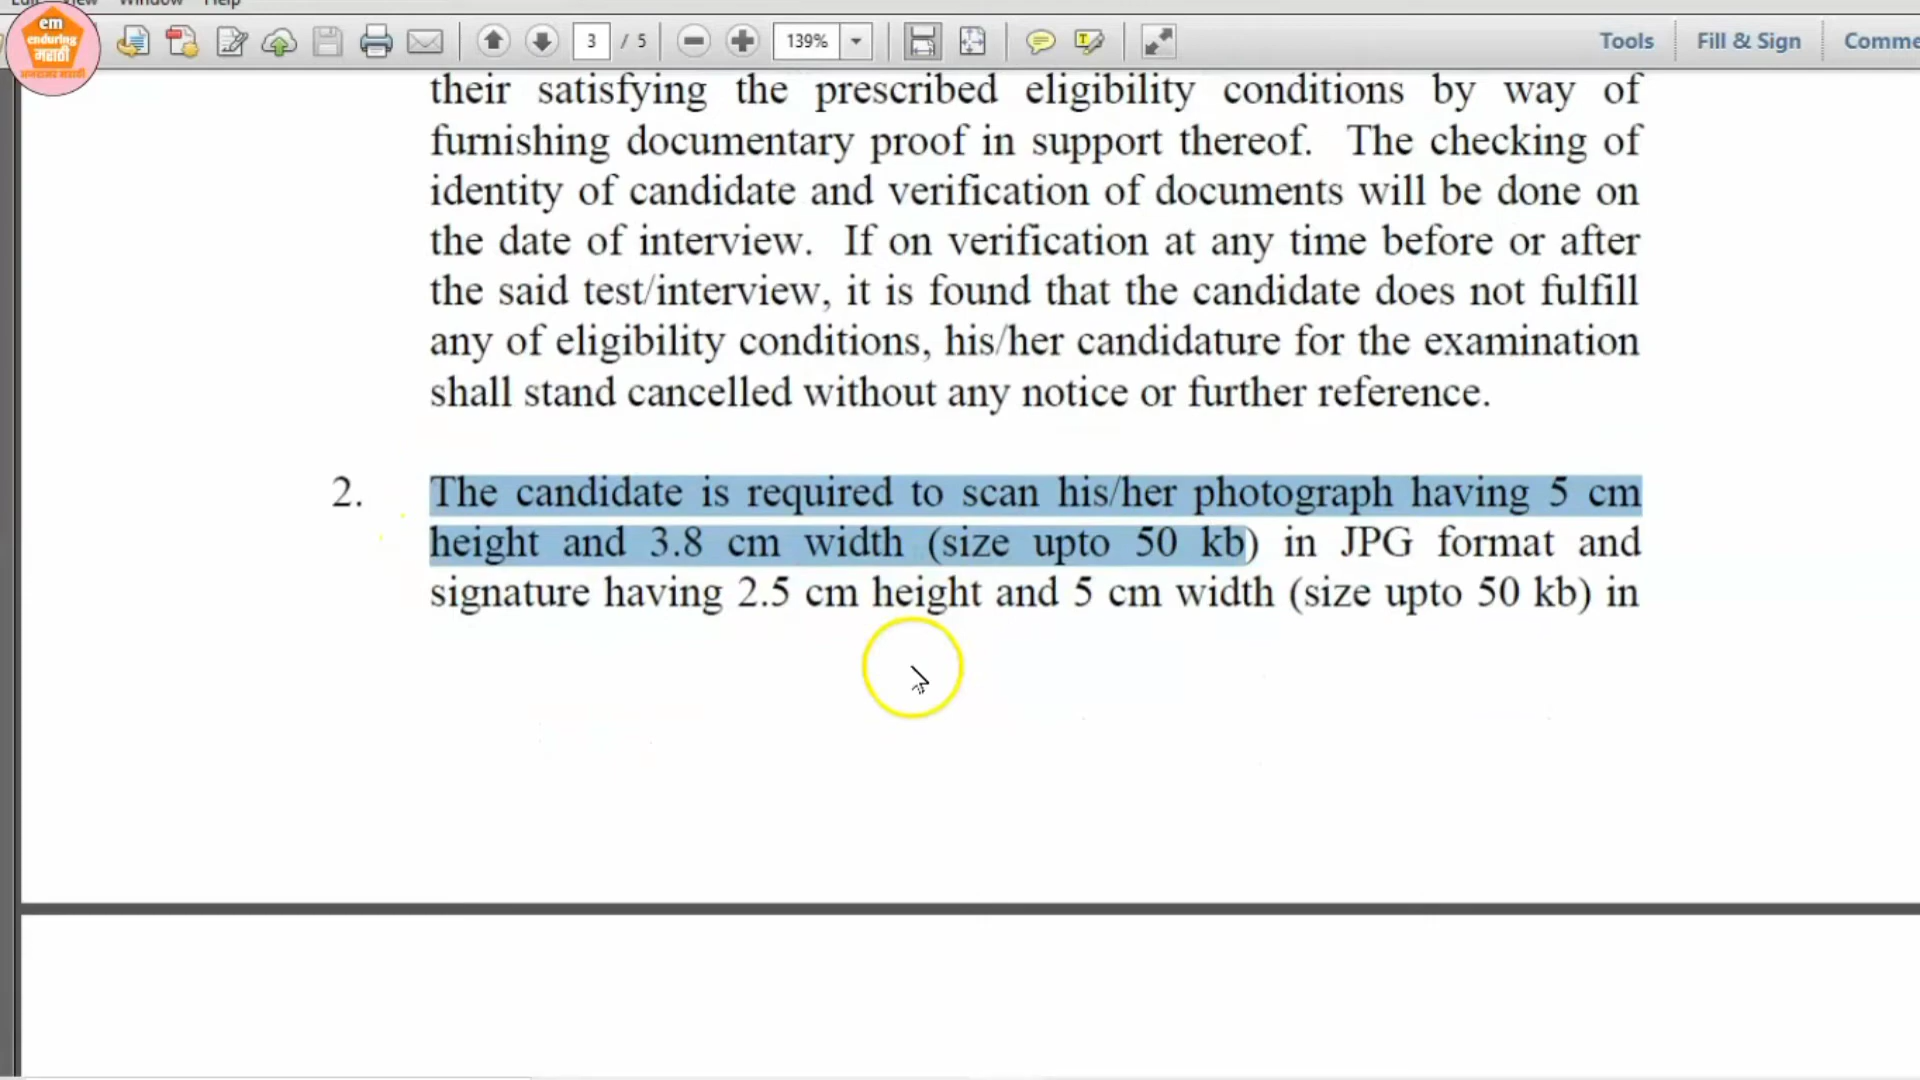 Window Help
em
enduring
मराठी
3 / 5
139%
Tools
Fill & Sign
their satisfying the prescribed eligibility conditions by way of
furnishing documentary proof in support thereof. The checking of
identity of candidate and verification of documents will be done on
the date of interview. If on verification at any time before or after
the said test/interview, it is found that the candidate does not fulfill
any of eligibility conditions, his/her candidature for the examination
shall stand cancelled without any notice or further reference.
2. The candidate is required to scan his/her photograph having 5 cm
height and 3.8 cm width (size upto 50 kb) in JPG format and
signature having 2.5 cm height and 5 cm width (size upto 50 kb) in